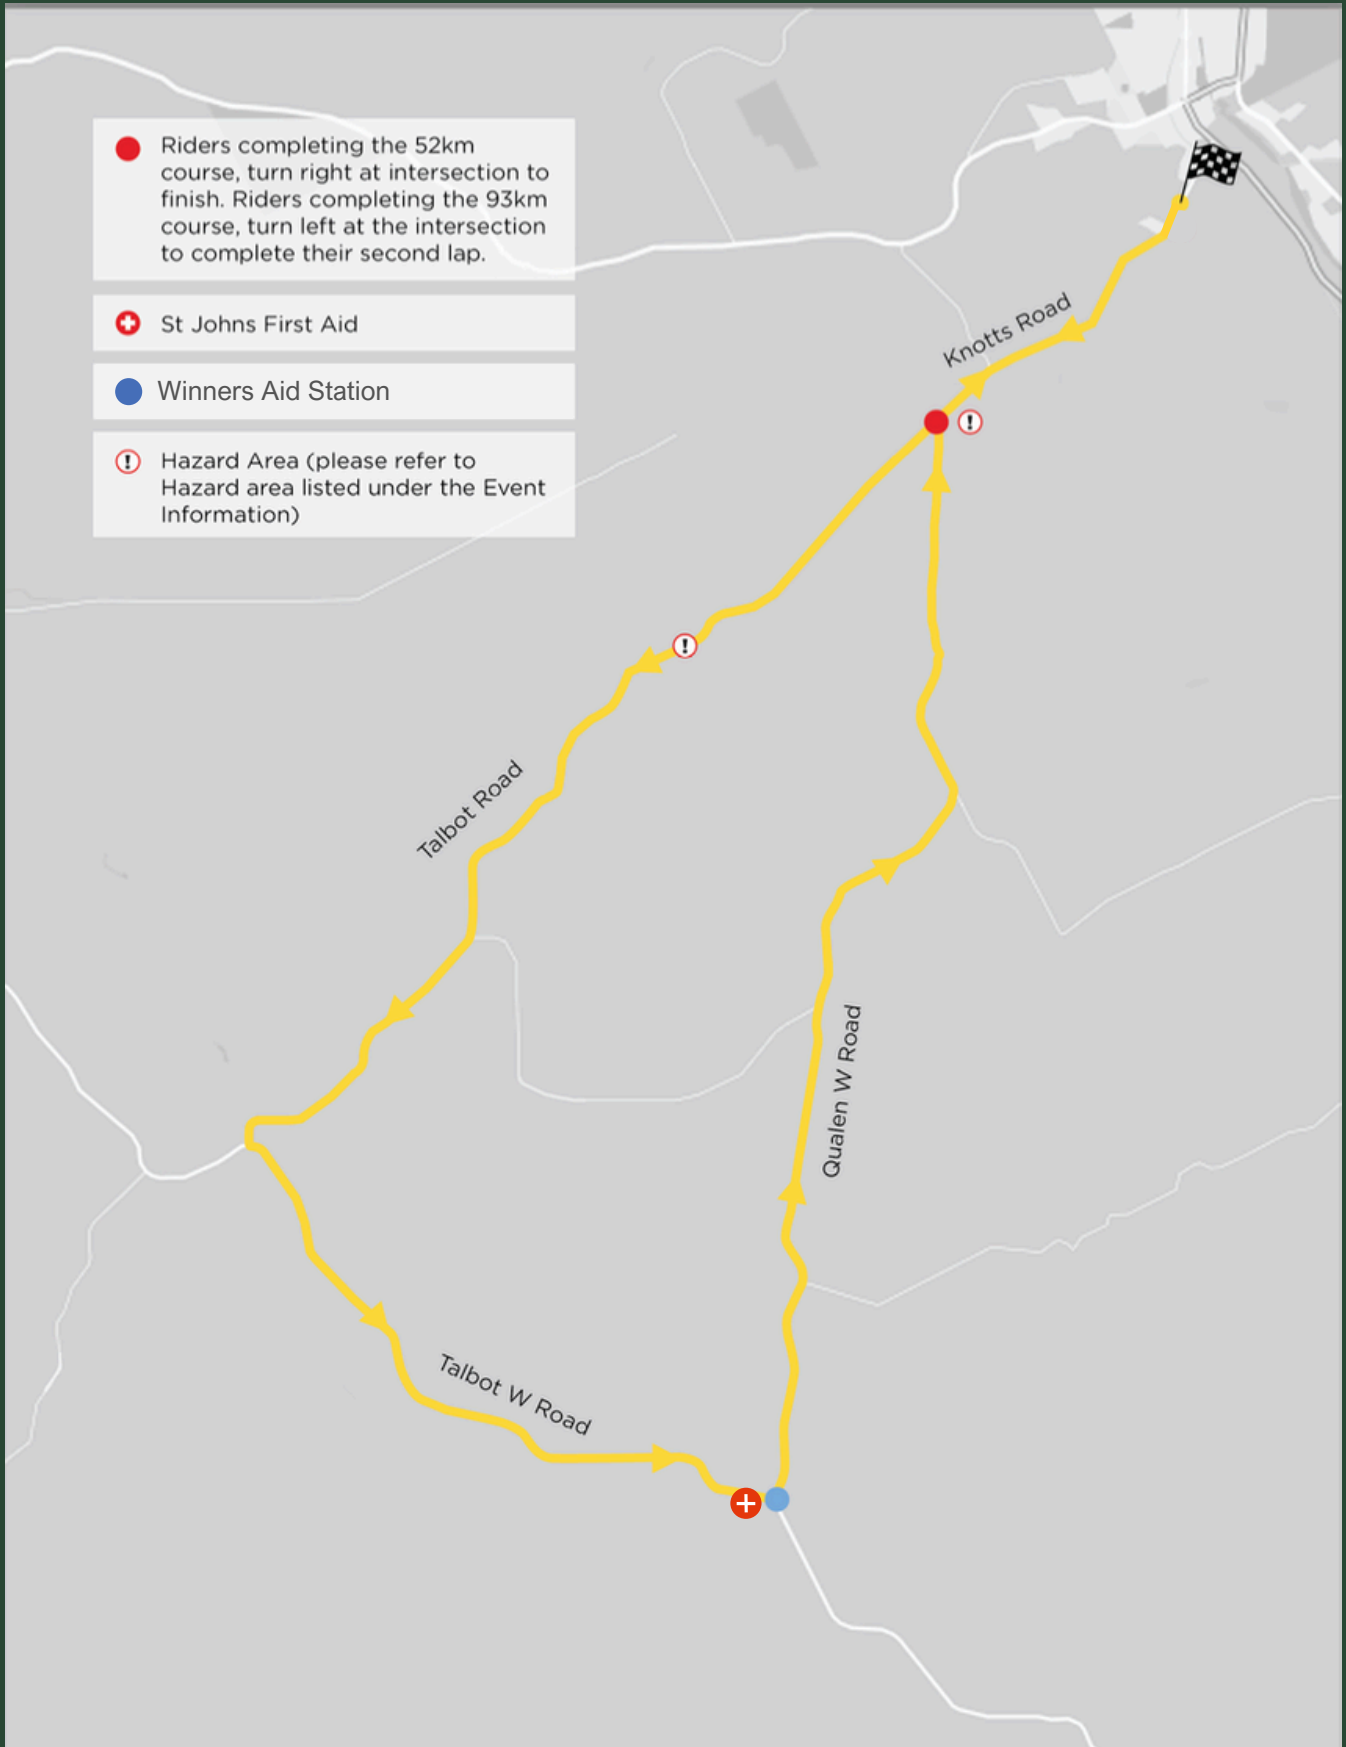 Riders completing the 52km
course, turn right at intersection to
finish. Riders completing the 93km
course, turn left at the intersection
to complete their second lap.
St Johns First Aid
Winners Aid Station
Hazard Area (please refer to
Hazard area listed under the Event
Information)
Knotts Road
Talbot Road
Qualen W Road
Talbot W Road